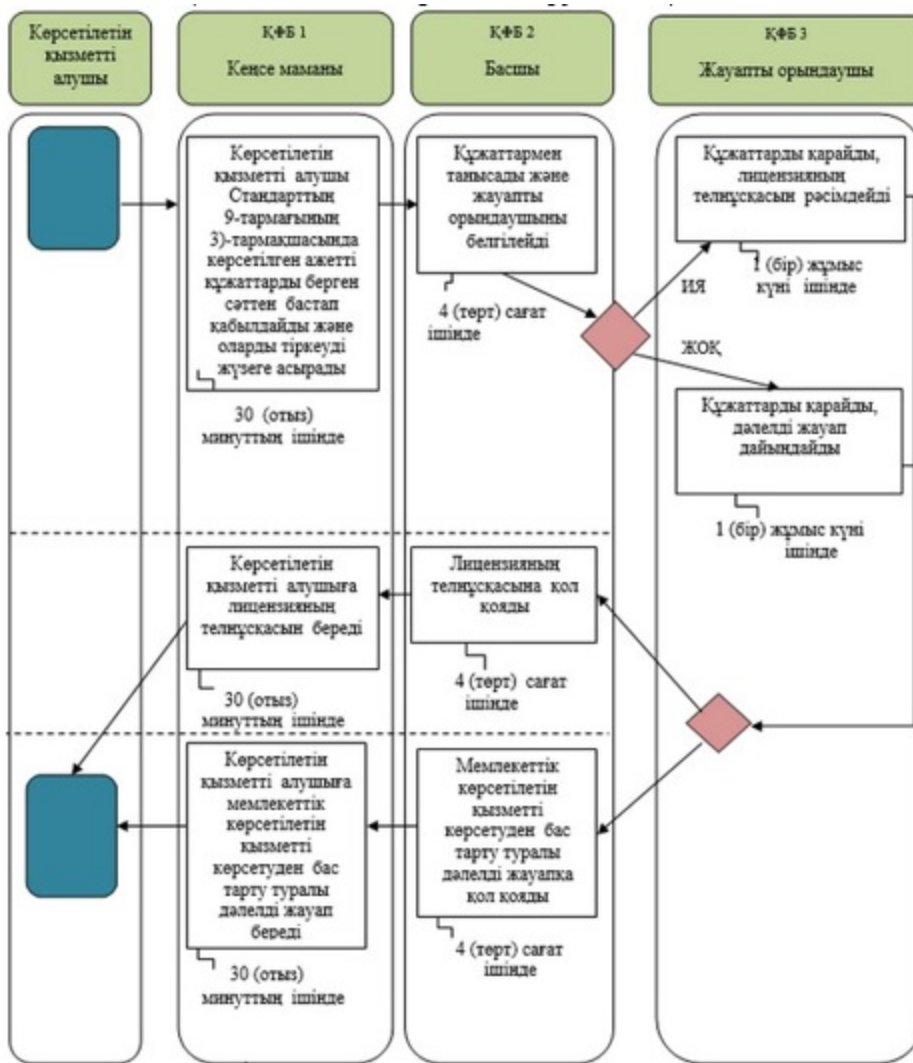 Көрсетілетін
қызметті
алушы
ҚФБ 1
Кеңсе маманы
ҚФБ 2
Басшы
ҚФБ 3
Жауапты орындаушы
Көрсетілетін
қызметті алушы
Стандарттың
9-тармағының
3)-тармақшасында
көрсетілген ажетті
құжаттарды берген
сәттен бастап
қабылдайды және
оларды тіркеуді
жүзеге асырады
30 (отыз)
минуттың ішінде
Құжаттармен
танысады және
жауапты
орындаушыны
белгілейді
4 (төрт) сағат
ішінде
Құжаттарды қарайды,
лицензияның
телнұсқасын рәсімдейді
1 (бір) жұмыс
күні ішінде
ИЯ
ЖОҚ
Құжаттарды қарайды,
дәлелді жауап
дайындайды
1 (бір) жұмыс күні
ішінде
Көрсетілетін
қызметті алушыға
лицензияның
телнұсқасын береді
30 (отыз)
минуттың ішінде
Лицензияның
телнұсқасына қол
қояды
4 (төрт) сағат
ішінде
Көрсетілетін
қызметті алушыға
мемлекеттік
көрсетілетін
қызметті
көрсетуден бас
тарту туралы
дәлелді жауап
береді
30 (отыз)
минуттың ішінде
Мемлекеттік
көрсетілетін
қызметті
көрсетуден бас
тарту туралы
дәлелді жауапқа
қол қояды
4 (төрт) сағат
ішінде